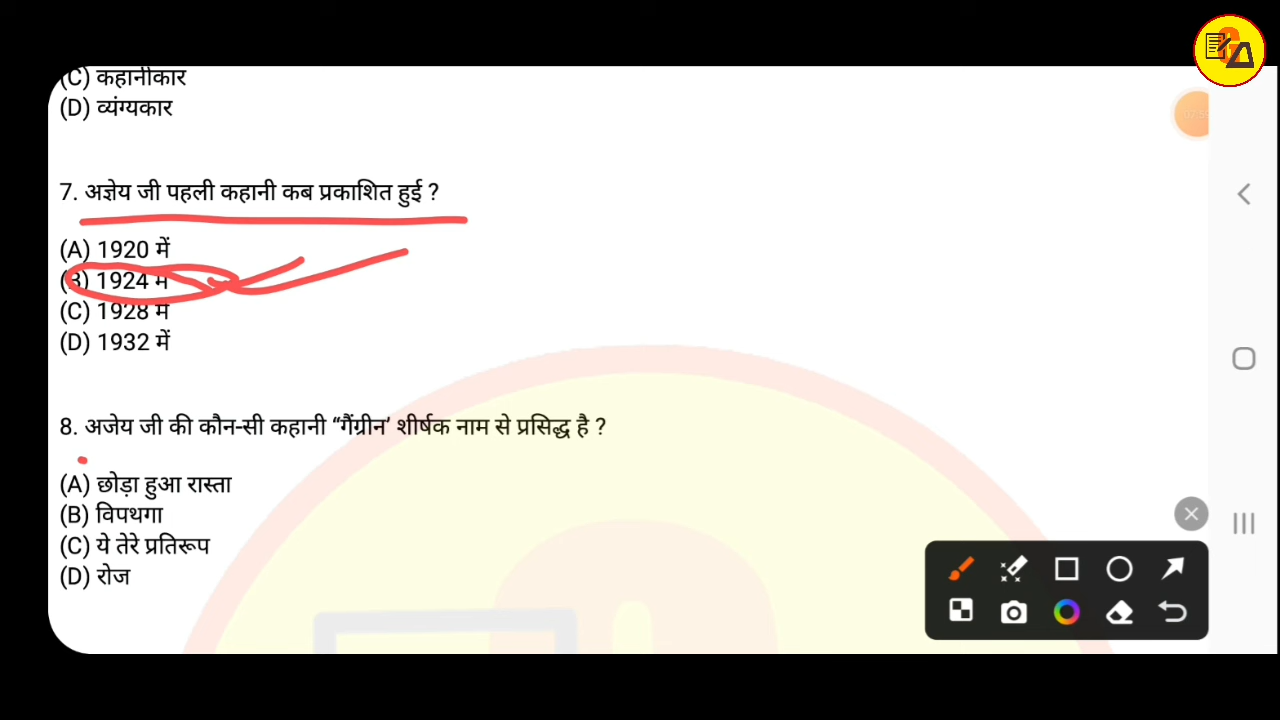 (C) कहानीकार
(D) व्यंग्यकार
7. अज्ञेय जी पहली कहानी कब प्रकाशित हुई ?
(A) 1920 में
(B) 1924 में
(C) 1928 में
(D) 1932 में
8. अजेय जी की कौन-सी कहानी “गैंग्रीन’ शीर्षक नाम से प्रसिद्ध है ?
(A) छोड़ा हुआ रास्ता
(B) विपथगा
(C) ये तेरे प्रतिरूप
(D) रोज